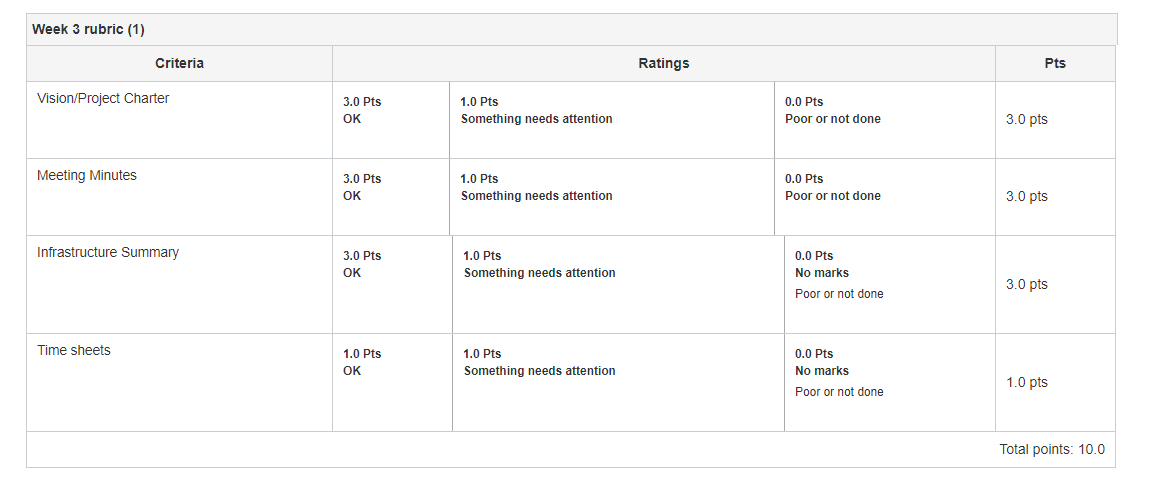 Week 3 rubric (1)
Criteria Ratings Pts
Vision/Project Charter
3.0 Pts
OK
1.0 Pts
Something needs attention
0.0 Pts
Poor or not done
3.0 pts
Meeting Minutes
3.0 Pts
OK
1.0 Pts
Something needs attention
0.0 Pts
Poor or not done
3.0 pts
Infrastructure Summary
3.0 Pts
OK
1.0 Pts
Something needs attention
0.0 Pts
No marks
Poor or not done
3.0 pts
Time sheets
1.0 Pts
OK
1.0 Pts
Something needs attention
0.0 Pts
No marks
Poor or not done
1.0 pts
Total points: 10.0